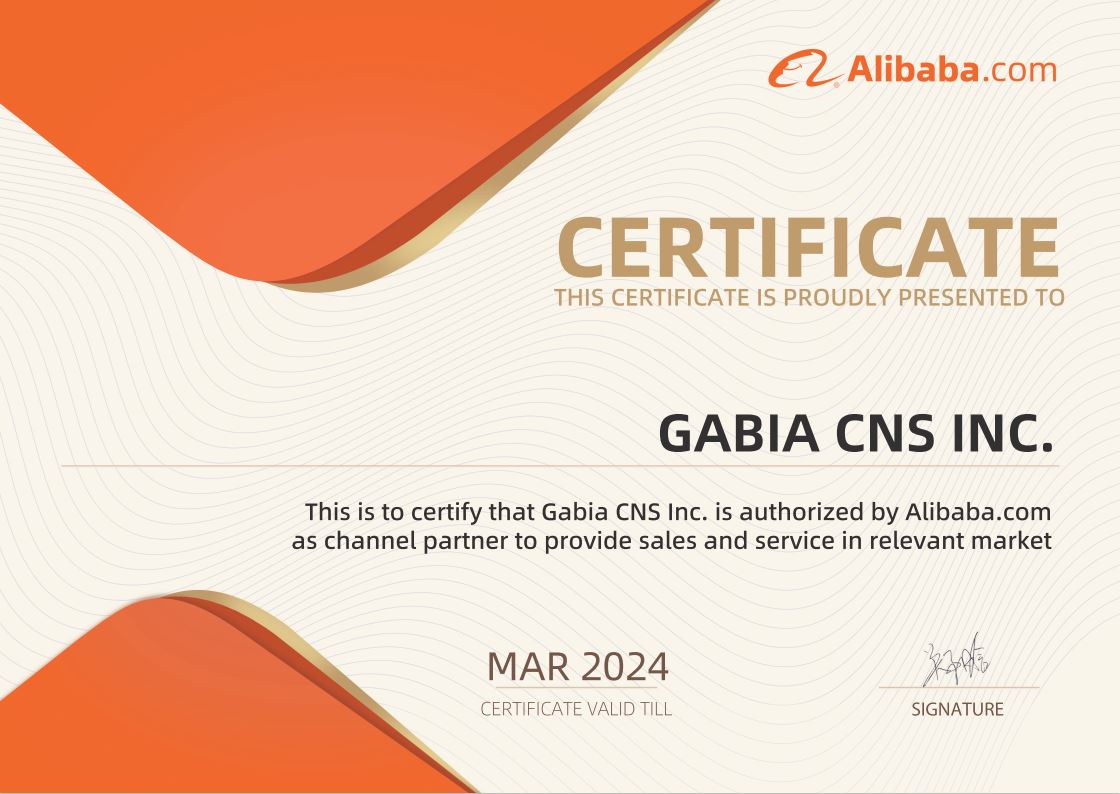 Alibaba.com
CERTIFICATE
THIS CERTIFICATE IS PROUDLY PRESENTED TO
GABIA CNS INC.
This is to certify that Gabia CNS Inc. is authorized by Alibaba.com
as channel partner to provide sales and service in relevant market
MAR 2024
CERTIFICATE VALID TILL
SIGNATURE